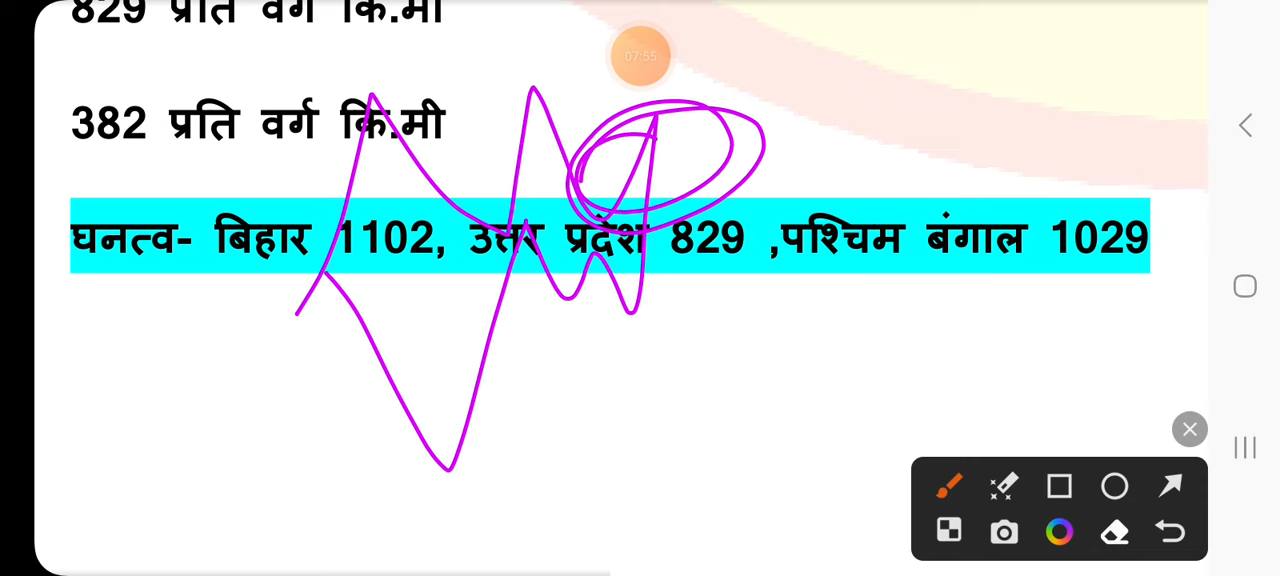 829 प्रति वर्ग कि.मी
07:55
382 प्रति वर्ग कि.मी
घनत्व- बिहार 1102, उत्तर प्रदेश 829 ,पश्चिम बंगाल 1029